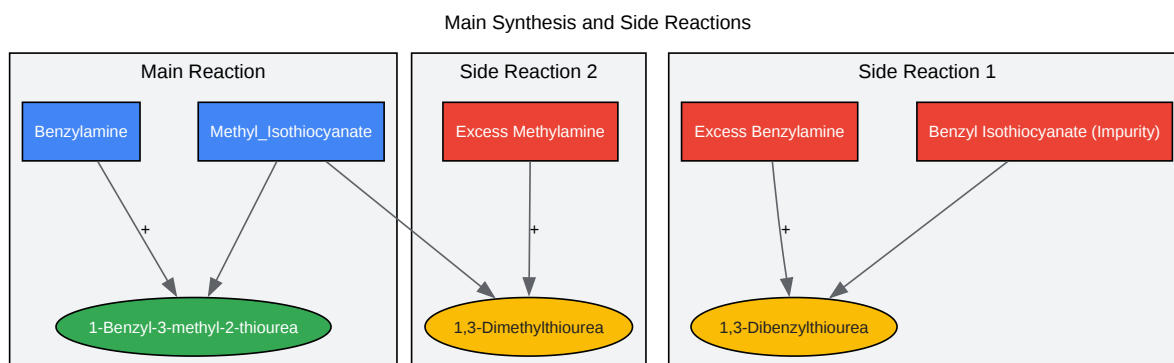 Main Synthesis and Side Reactions
Main Reaction
Side Reaction 2
Side Reaction 1
Benzylamine
Methyl_Isothiocyanate
Excess Methylamine
Excess Benzylamine
Benzyl Isothiocyanate (Impurity)
+
+
+
1-Benzyl-3-methyl-2-thiourea
1,3-Dimethylthiourea
1,3-Dibenzylthiourea